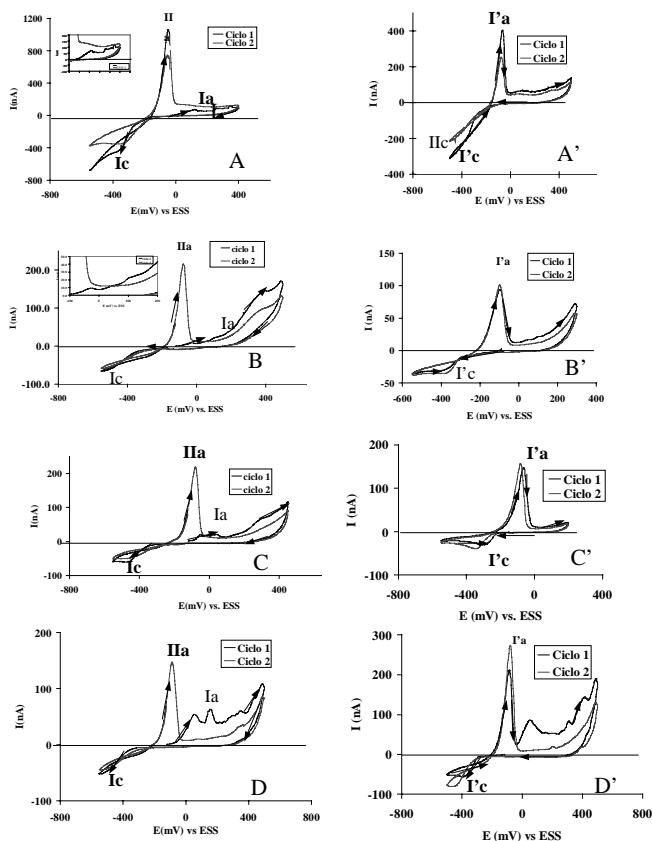 II
1200
800
400
0
-400
-800
I(nA)
Ciclo 1
Ciclo 2
Ia
Ic
A
-800 -400 0 400
E(mV) vs ESS
I'a
400
200
0
-200
-400
I (nA)
Ciclo 1
Ciclo 2
IIc
I'c
A'
-800 -400 0 400
E (mV ) vs ESS
IIa
200.0
100.0
0.0
-100.0
I(nA)
ciclo 1
ciclo 2
Ia
Ic
B
-800 -400 0 400
E (mV) vs. ESS
I'a
150
100
50
0
-50
I (nA)
Ciclo 1
Ciclo 2
I'c
B'
-600 -400 -200 0 200 400
E (mV) vs. ESS
IIa
300
200
100
0
-100
I(nA)
ciclo 1
ciclo 2
Ia
Ic
C
-800 -400 0 400
E(mV) vs. ESS
I'a
200
100
0
-100
I (nA)
Ciclo 1
Ciclo 2
I'c
C'
-800 -400 0 400
E (mV) vs. ESS
IIa
200
100
0
-100
I (nA)
Ciclo 1
Ciclo 2
Ia
Ic
D
-800 -400 0 400 800
E (mV) vs ESS
I'a
300
200
100
0
-100
I (nA)
Ciclo 1
Ciclo 2
I'c
D'
-800 -400 0 400 800
E (mV) vs ESS